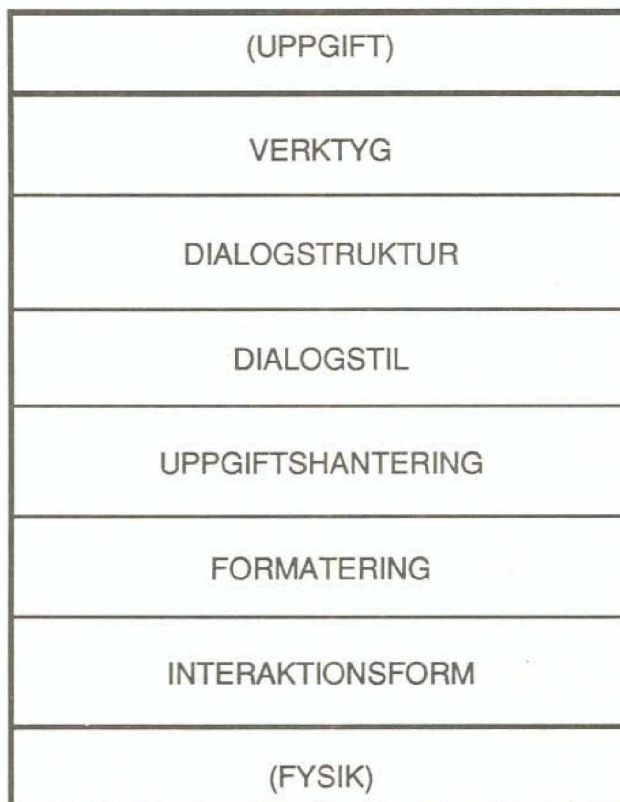 (UPPGIFT)
VERKTYG
DIALOGSTRUKTUR
DIALOGSTIL
UPPGIFTSHANTERING
FORMATERING
INTERAKTIONSFORM
(FYSIK)